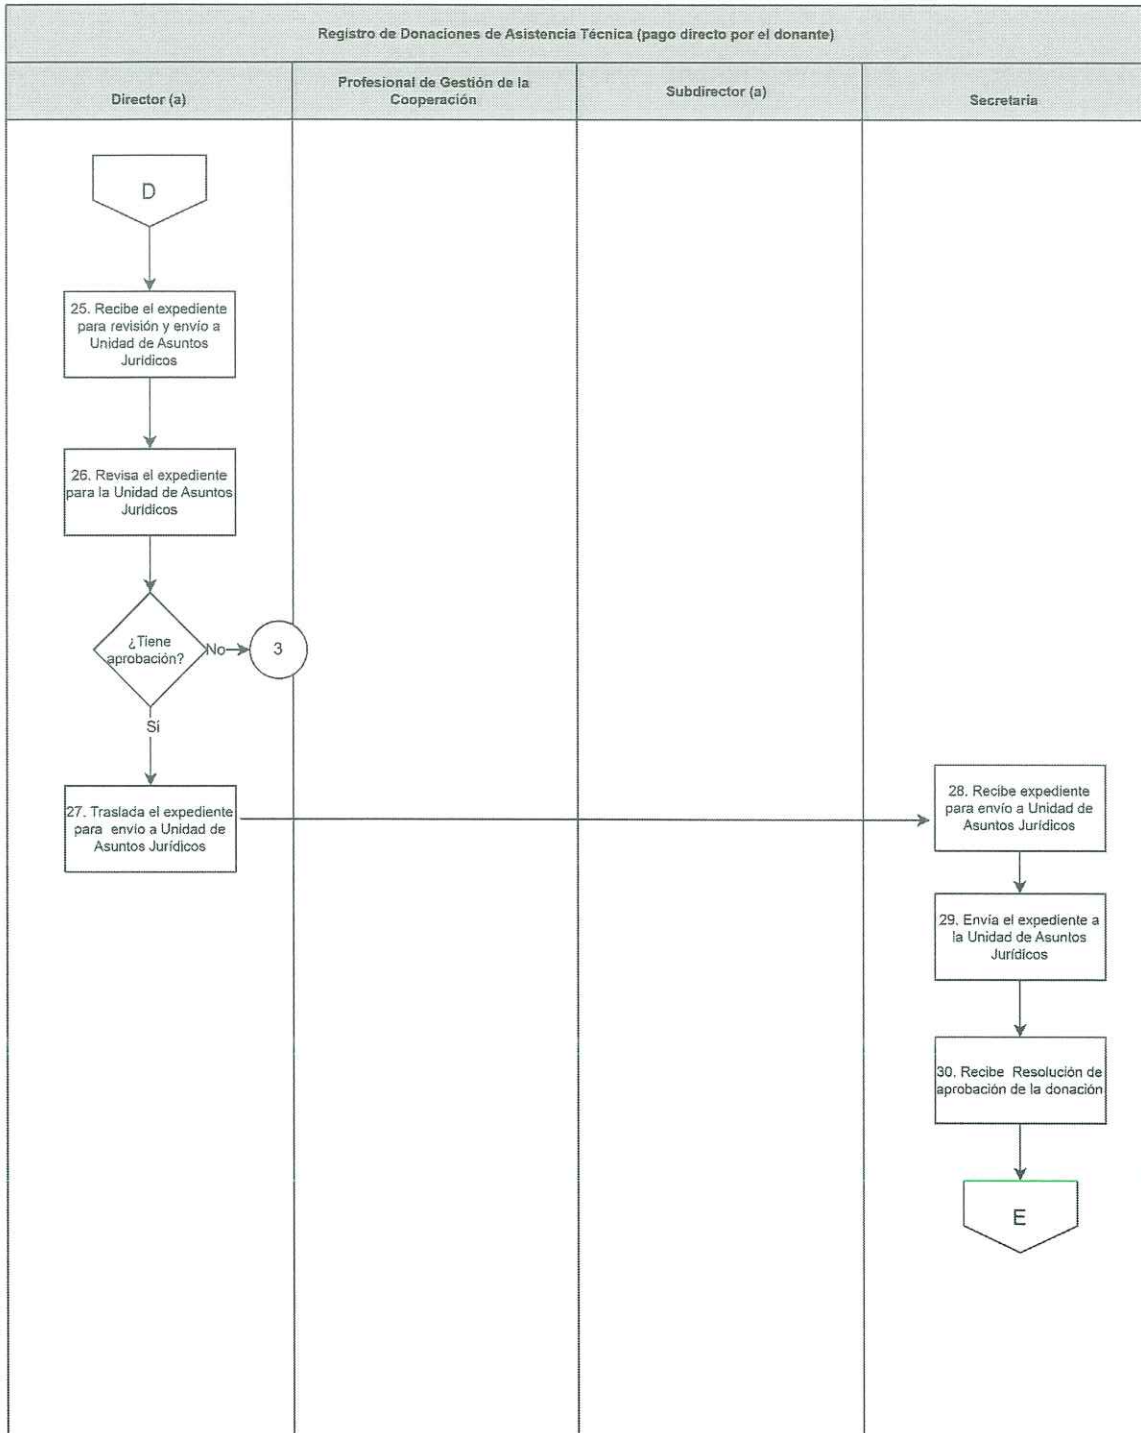 Registro de Donaciones de Asistencia Técnica (pago directo por el donante)
Director (a)
Profesional de Gestión de la
Cooperación
Subdirector (a)
Secretaria
D
25. Recibe el expediente
para revisión y envío a
Unidad de Asuntos
Jurídicos
26. Revisa el expediente
para la Unidad de Asuntos
Jurídicos
¿Tiene
aprobación?
No
3
Sí
27. Traslada el expediente
para envío a Unidad de
Asuntos Jurídicos
28. Recibe expediente
para envío a Unidad de
Asuntos Jurídicos
29. Envía el expediente a
la Unidad de Asuntos
Jurídicos
30. Recibe Resolución de
aprobación de la donación
E